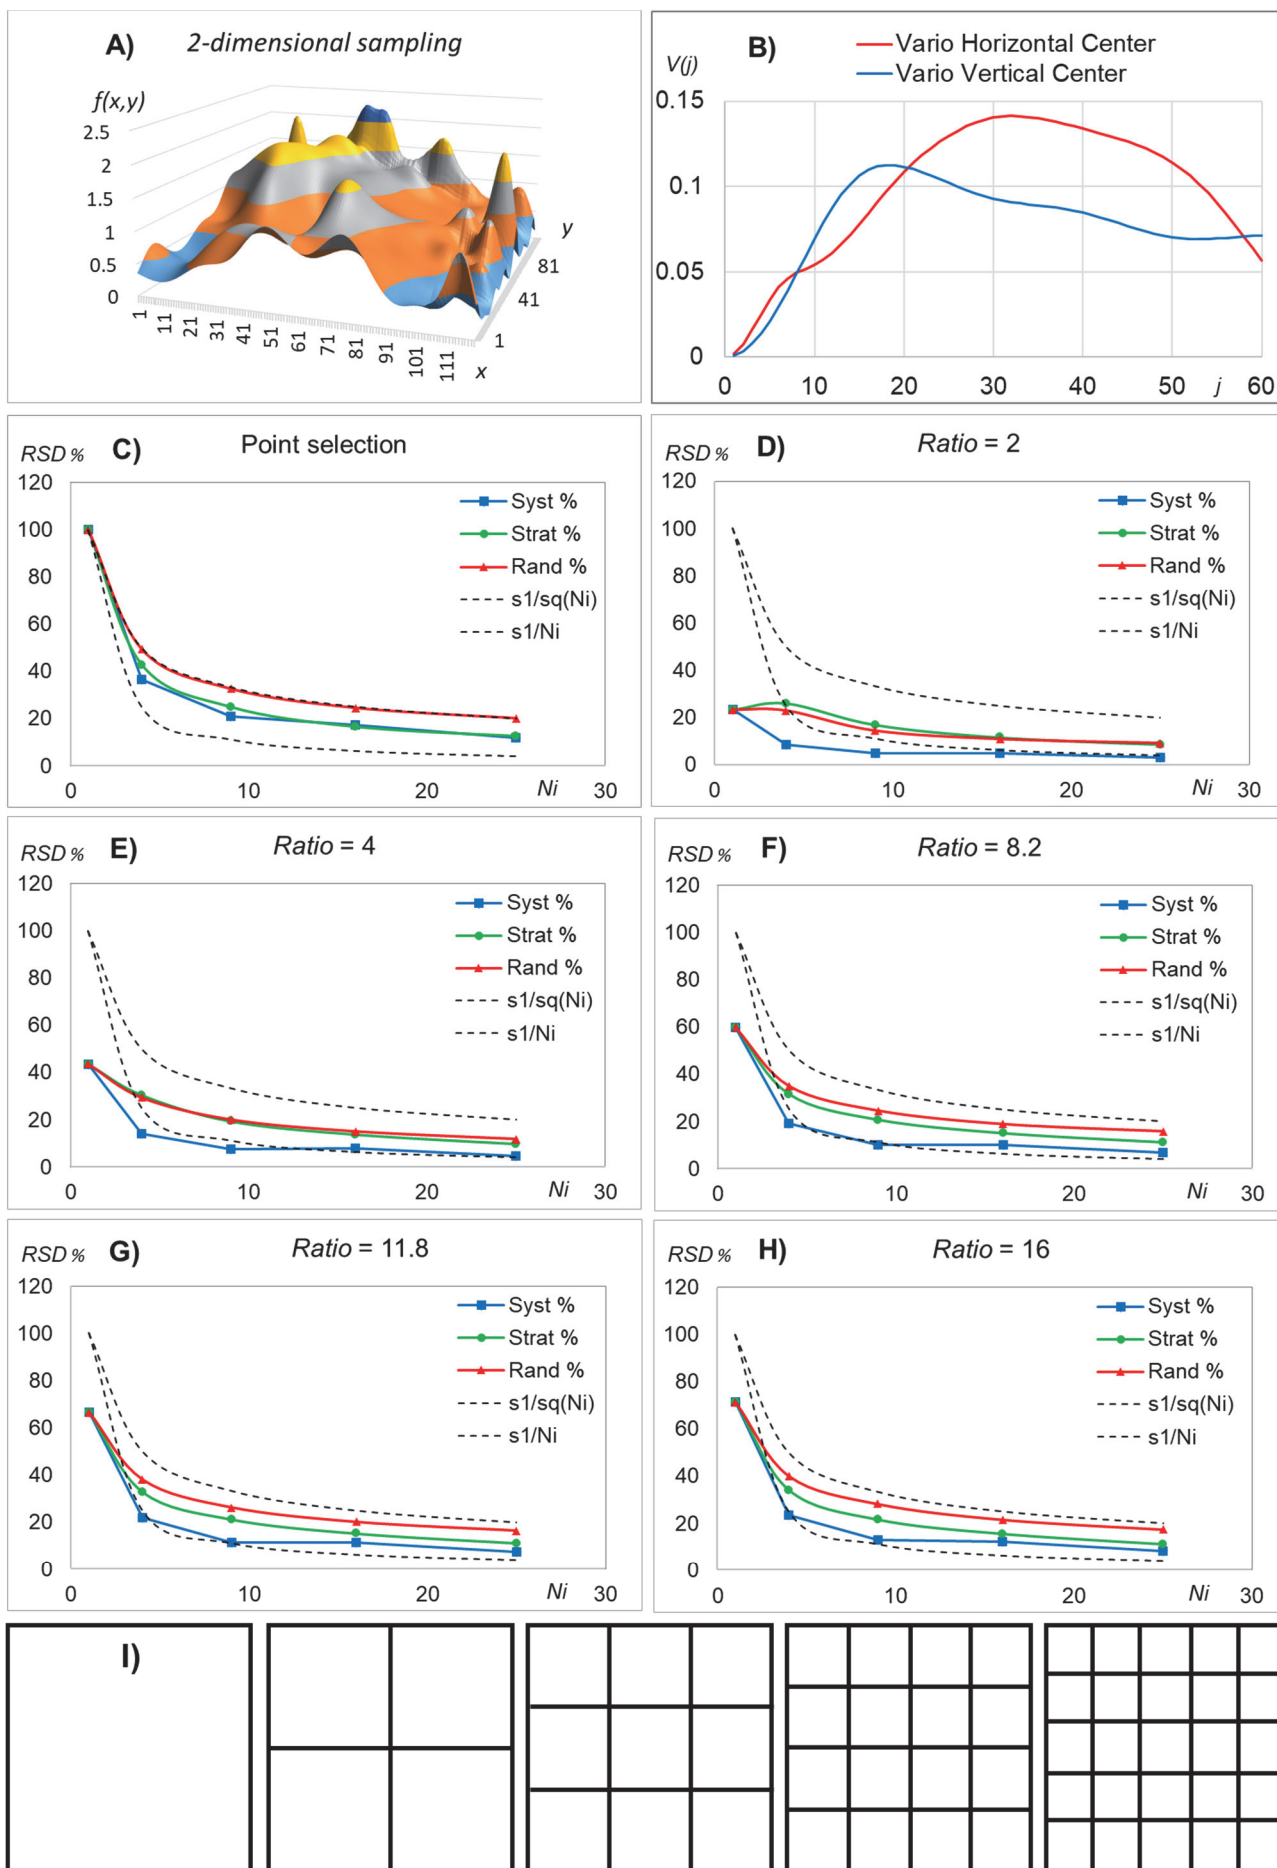 A) 2-dimensional sampling
f(x,y)
2.5
2
1.5
1
0.5
0
1 11 21 31 41 51 61 71 81 91 101 111 x
1 41 81 y
B)
Vario Horizontal Center
Vario Vertical Center
V(j)
0.15
0.1
0.05
0
0 10 20 30 40 50 j 60
RSD % C) Point selection
120
100
80
60
40
20
0
Syst %
Strat %
Rand %
s1/sq(Ni)
s1/Ni
0 10 20 Ni 30
RSD % D) Ratio = 2
120
100
80
60
40
20
0
Syst %
Strat %
Rand %
s1/sq(Ni)
s1/Ni
0 10 20 Ni 30
RSD % E) Ratio = 4
120
100
80
60
40
20
0
Syst %
Strat %
Rand %
s1/sq(Ni)
s1/Ni
0 10 20 Ni 30
RSD % F) Ratio = 8.2
120
100
80
60
40
20
0
Syst %
Strat %
Rand %
s1/sq(Ni)
s1/Ni
0 10 20 Ni 30
RSD % G) Ratio = 11.8
120
100
80
60
40
20
0
Syst %
Strat %
Rand %
s1/sq(Ni)
s1/Ni
0 10 20 Ni 30
RSD % H) Ratio = 16
120
100
80
60
40
20
0
Syst %
Strat %
Rand %
s1/sq(Ni)
s1/Ni
0 10 20 Ni 30
I)